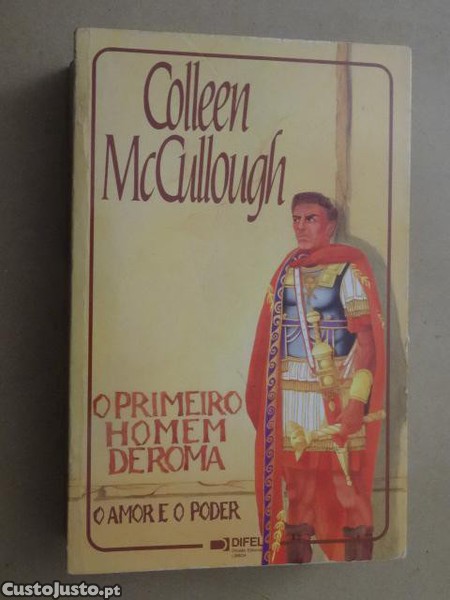 Colleen
McCullough
O PRIMEIRO
HOMEM
DE ROMA
O AMOR E O PODER
DIFEL
CustoJusto.pt